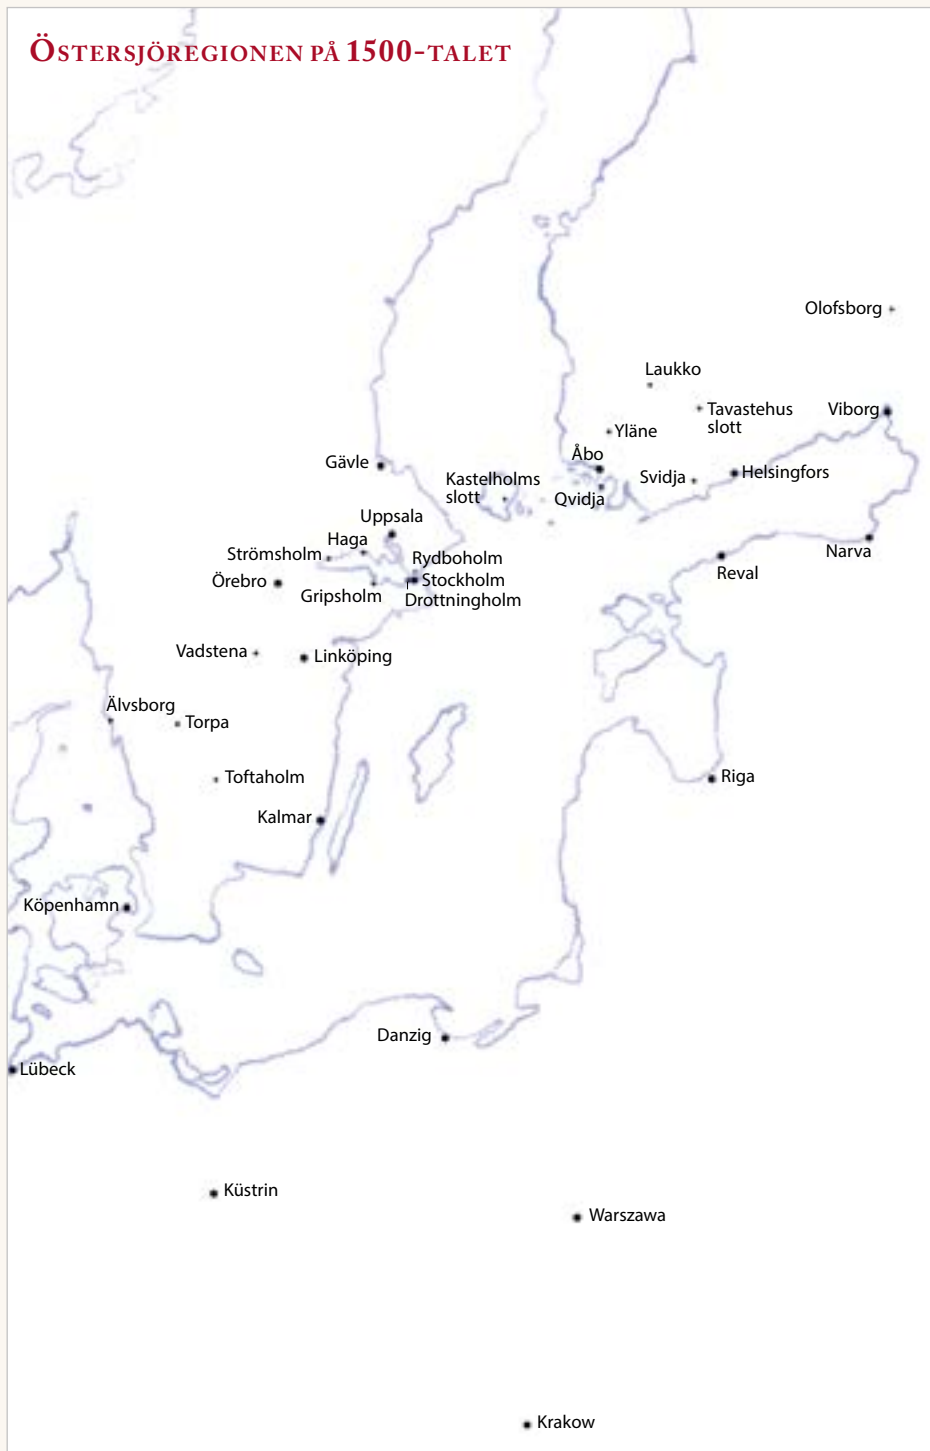 ÖSTERSJÖREGIONEN PÅ 1500-TALET
Olofsborg
Laukko
Tavastehus
slott
Viborg
Yläne
Åbo
Gävle
Kastelholms
slott
Svidja
Helsingfors
Qvidja
Uppsala
Haga
Strömsholm
Rydboholm
Narva
Reval
Örebro
Stockholm
Gripsholm
Drottningholm
Vadstena
Linköping
Älvsborg
Torpa
Toftaholm
Riga
Kalmar
Köpenhamn
Danzig
Lübeck
Küstrin
Warszawa
Krakow